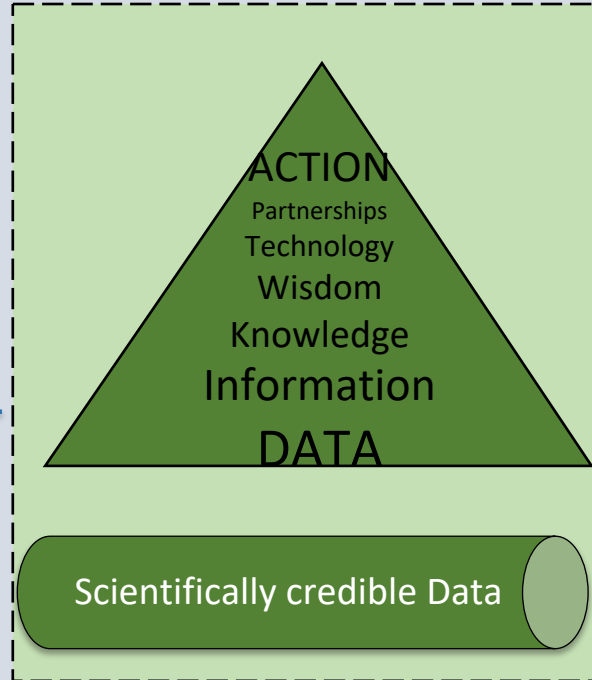 ACTION
Partnerships
Technology
Wisdom
Knowledge
Information
DATA
Scientifically credible Data